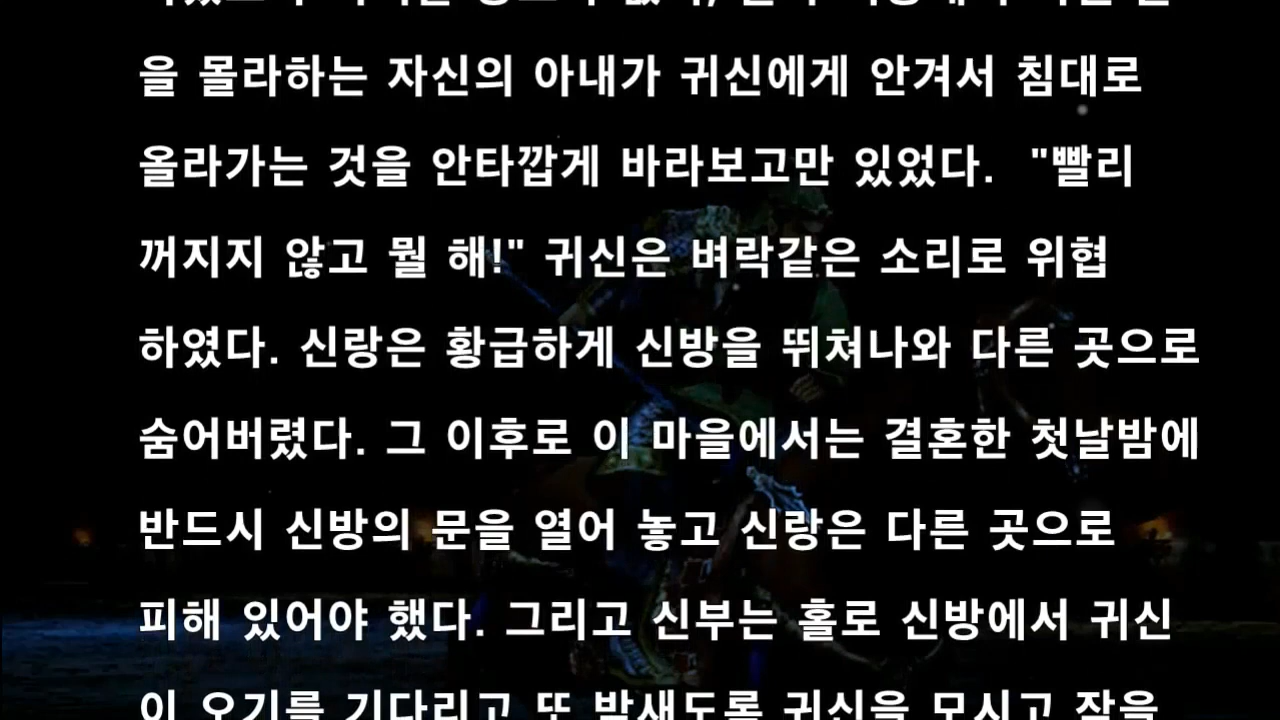 을 몰라하는 자신의 아내가 귀신에게 안겨서 침대로
올라가는 것을 안타깝게 바라보고만 있었다.  "빨리
꺼지지 않고 뭘 해!" 귀신은 벼락같은 소리로 위협
하였다. 신랑은 황급하게 신방을 뛰쳐나와 다른 곳으로
숨어버렸다. 그 이후로 이 마을에서는 결혼한 첫날밤에
반드시 신방의 문을 열어 놓고 신랑은 다른 곳으로
피해 있어야 했다. 그리고 신부는 홀로 신방에서 귀신
이 오기를 기다리고 또 밤새도록 귀신을 모시고 잠을